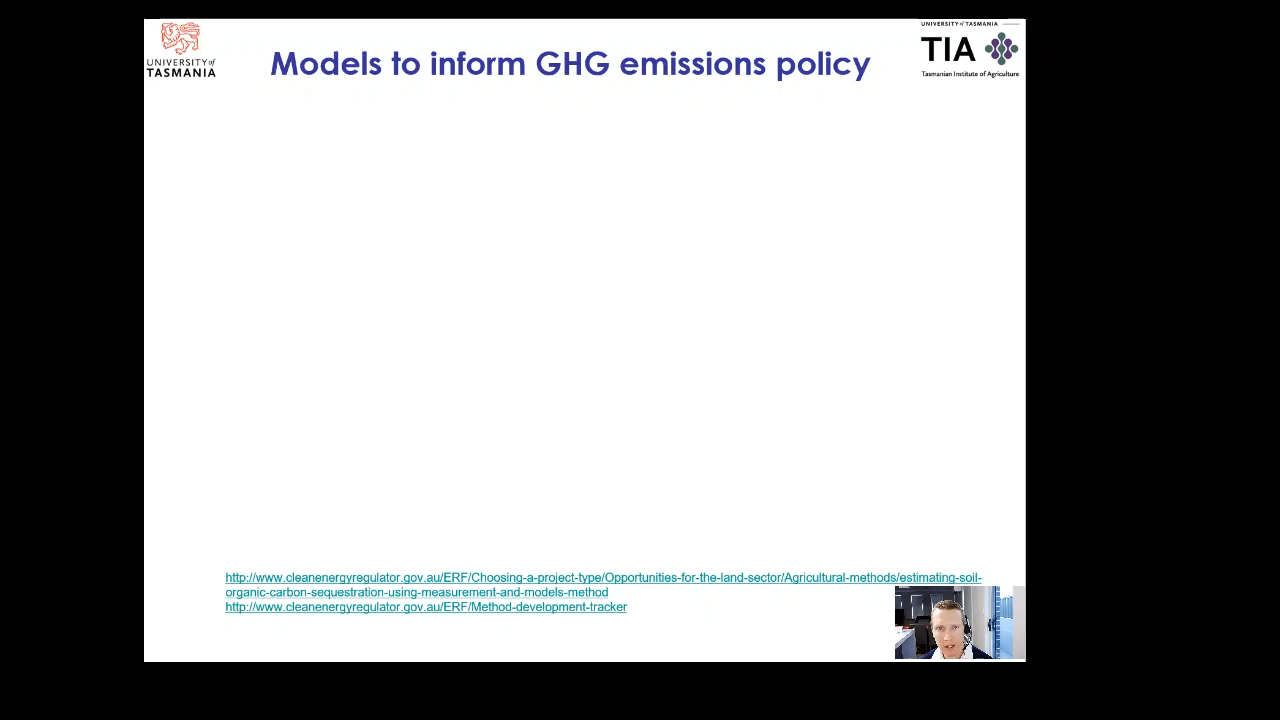 UNIVERSITY of
TASMANIA
Models to inform GHG emissions policy
UNIVERSITY of TASMANIA
TIA
Tasmanian Institute of Agriculture
http://www.cleanenergyregulator.gov.au/ERF/Choosing-a-project-type/Opportunities-for-the-land-sector/Agricultural-methods/estimating-soil-
organic-carbon-sequestration-using-measurement-and-models-method
http://www.cleanenergyregulator.gov.au/ERF/Method-development-tracker